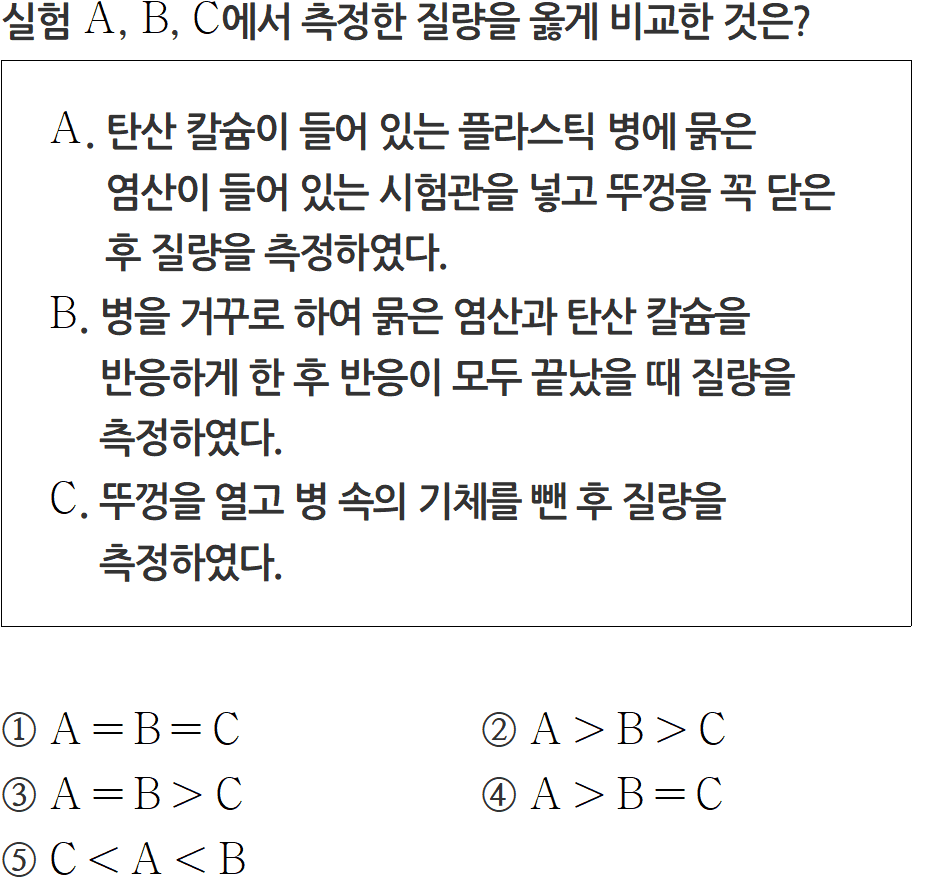 실험 A, B, C에서 측정한 질량을 옳게 비교한 것은?
A. 탄산 칼슘이 들어 있는 플라스틱 병에 묽은
염산이 들어 있는 시험관을 넣고 뚜껑을 꼭 닫은
후 질량을 측정하였다.
B. 병을 거꾸로 하여 묽은 염산과 탄산 칼슘을
반응하게 한 후 반응이 모두 끝났을 때 질량을
측정하였다.
C. 뚜껑을 열고 병 속의 기체를 뺀 후 질량을
측정하였다.
① A = B = C ② A > B > C
③ A = B > C ④ A > B = C
⑤ C < A < B